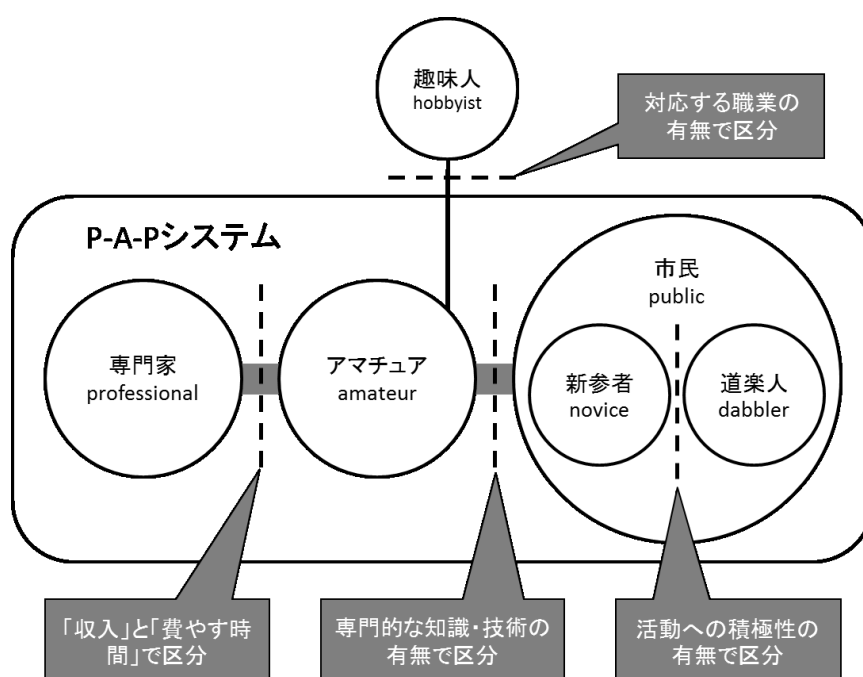 趣味人
hobbyist
対応する職業の
有無で区分
P-A-Pシステム
市民
public
専門家
professional
アマチュア
amateur
新参者
novice
道楽人
dabbler
「収入」と「費やす時
間」で区分
専門的な知識・技術の
有無で区分
活動への積極性の
有無で区分